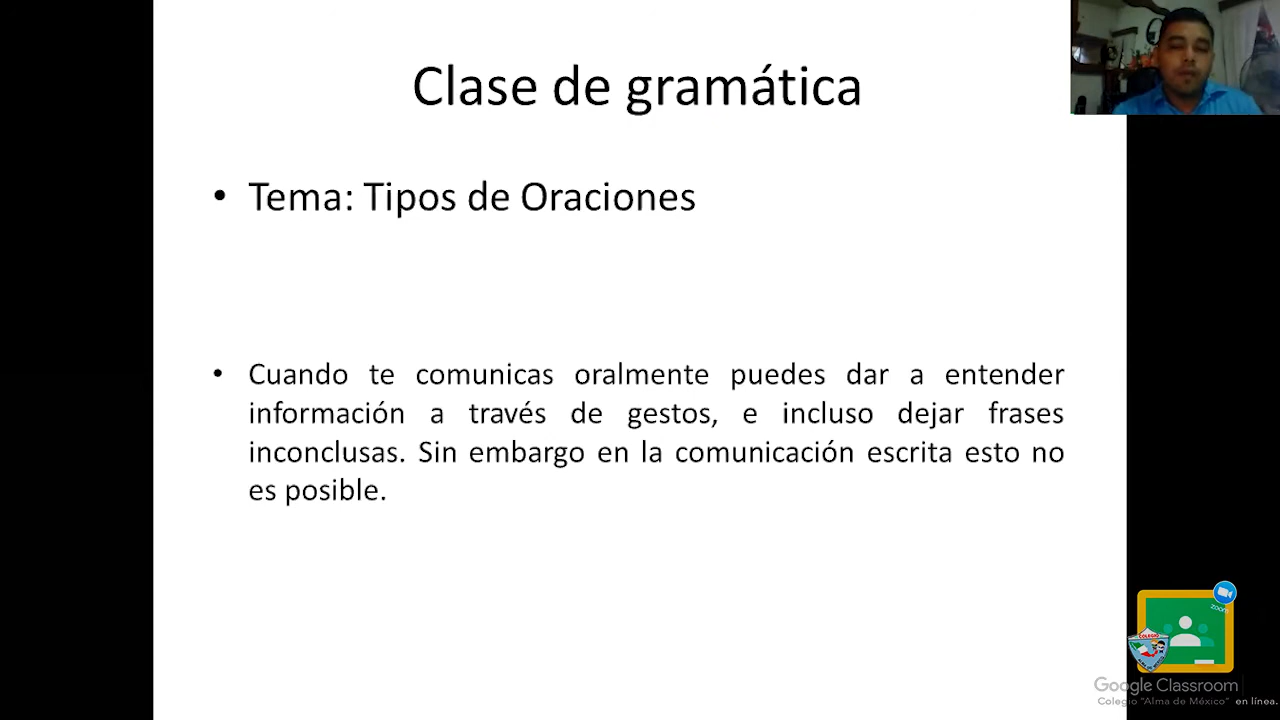 Clase de gramática
• Tema: Tipos de Oraciones
• Cuando te comunicas oralmente puedes dar a entender
información a través de gestos, e incluso dejar frases
inconclusas. Sin embargo en la comunicación escrita esto no
es posible.
zoom
COLEGIO
Google Classroom
Colegio "Alma de México" en línea.